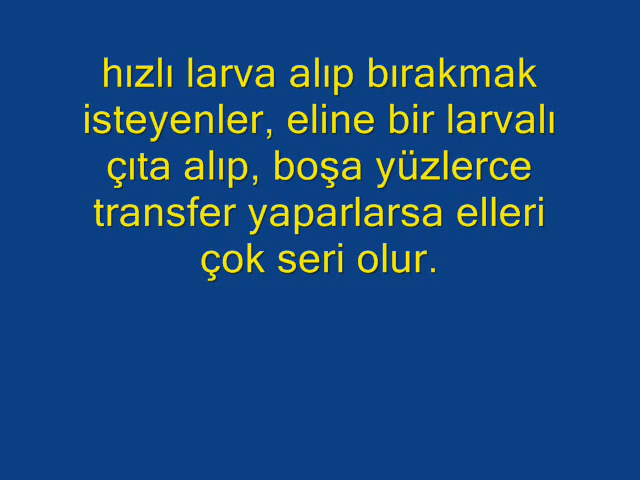 hızlı larva alıp bırakmak
isteyenler, eline bir larvalı
çıta alıp, boşa yüzlerce
transfer yaparlarsa elleri
çok seri olur.